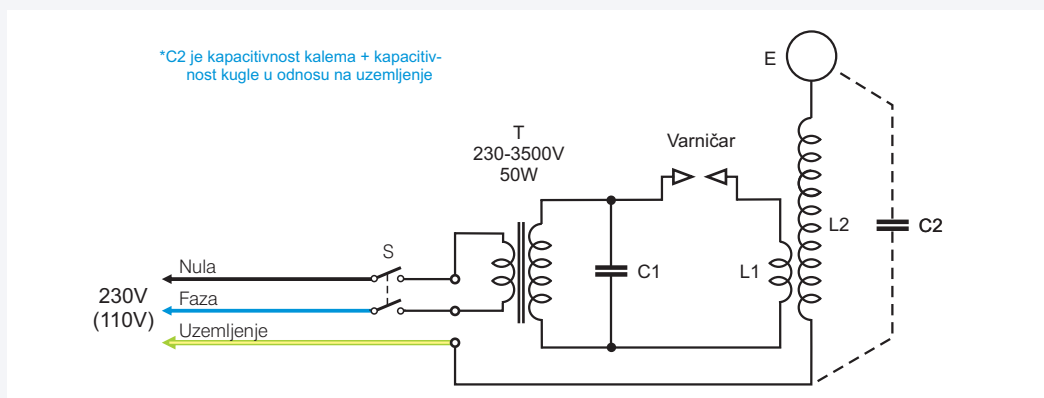 *C2 je kapacitivnost kalema + kapacitiv-
nost kugle u odnosu na uzemljenje
E
T
230-3500V
50W
Varničar
L2
C2
S
C1
L1
Nula
230V
(110V)
Faza
Uzemljenje